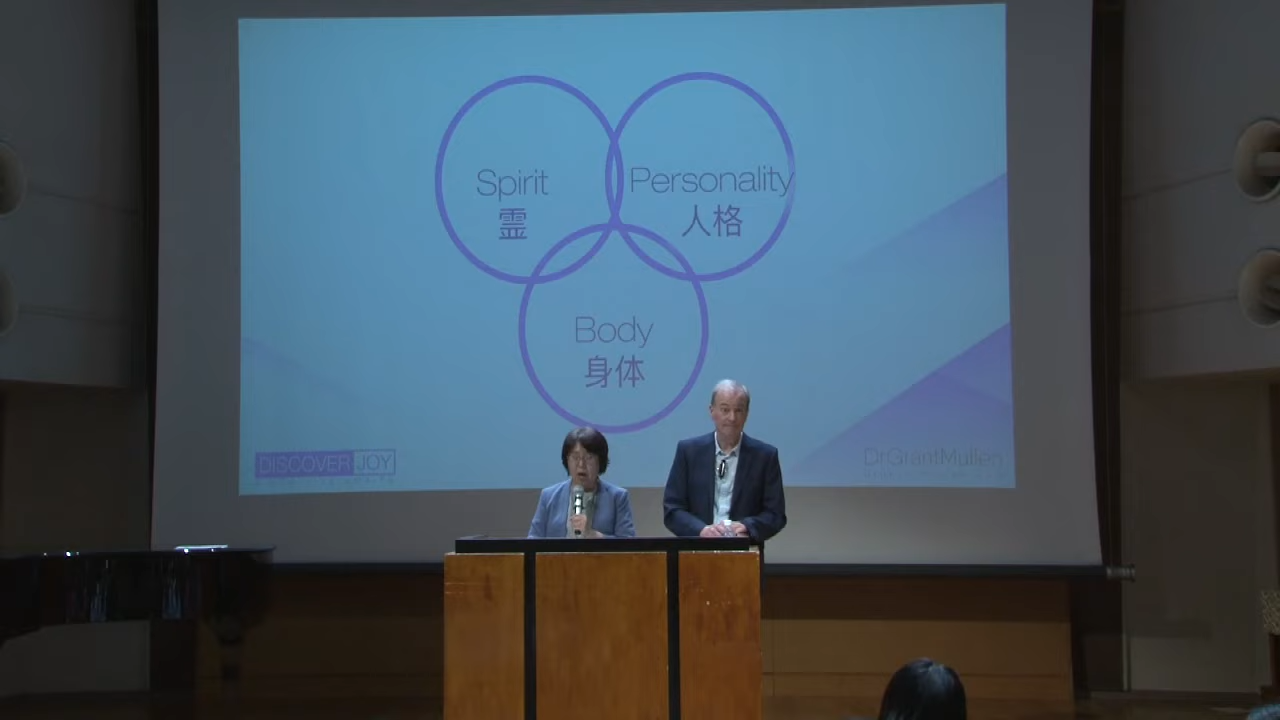 Spirit
霊
Personality
人格
Body
身体
DISCOVER JOY
DrGrantMullen